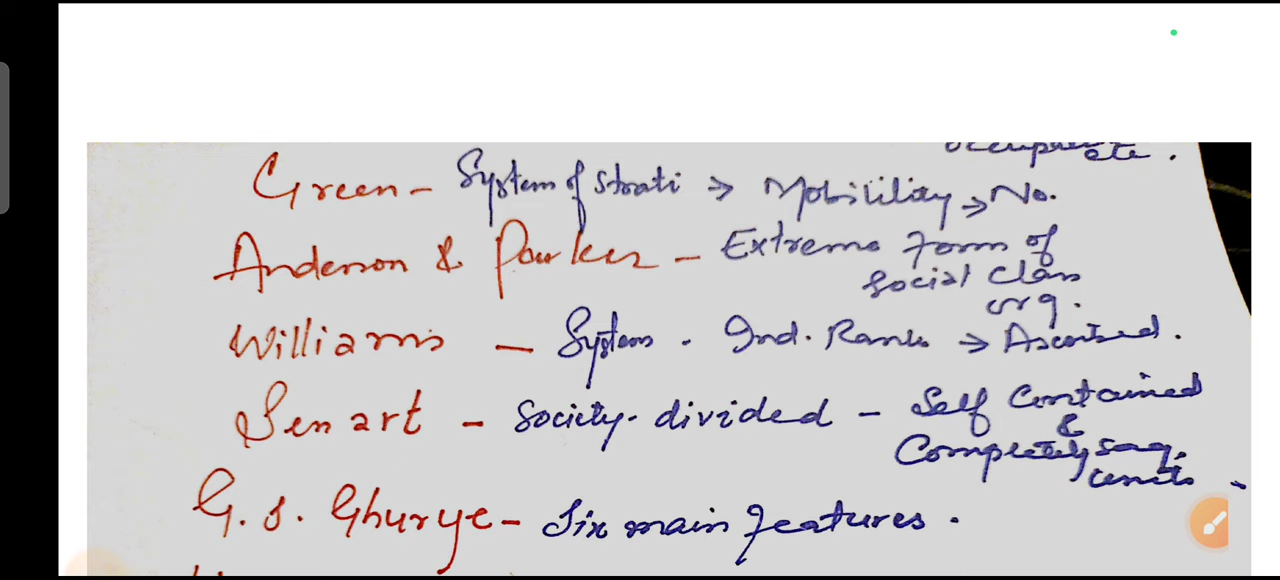 etc.
Green - System of strati → Mobility → No.
Anderson & Parker - Extreme form of
social class
org.
Williams - System. Ind. Rank → Ascribed.
Senart - Society. divided - Self contained
&
Completely seg.
units
G. S. Ghurye - Six main features.